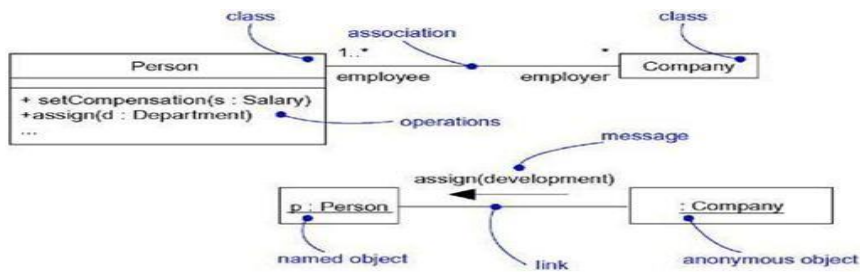 class
class
association
1..*
*
Person
Company
employee
employer
+ setCompensation(s : Salary)
+assign(d : Department)
...
operations
message
assign(development)
p : Person
: Company
named object
link
anonymous object